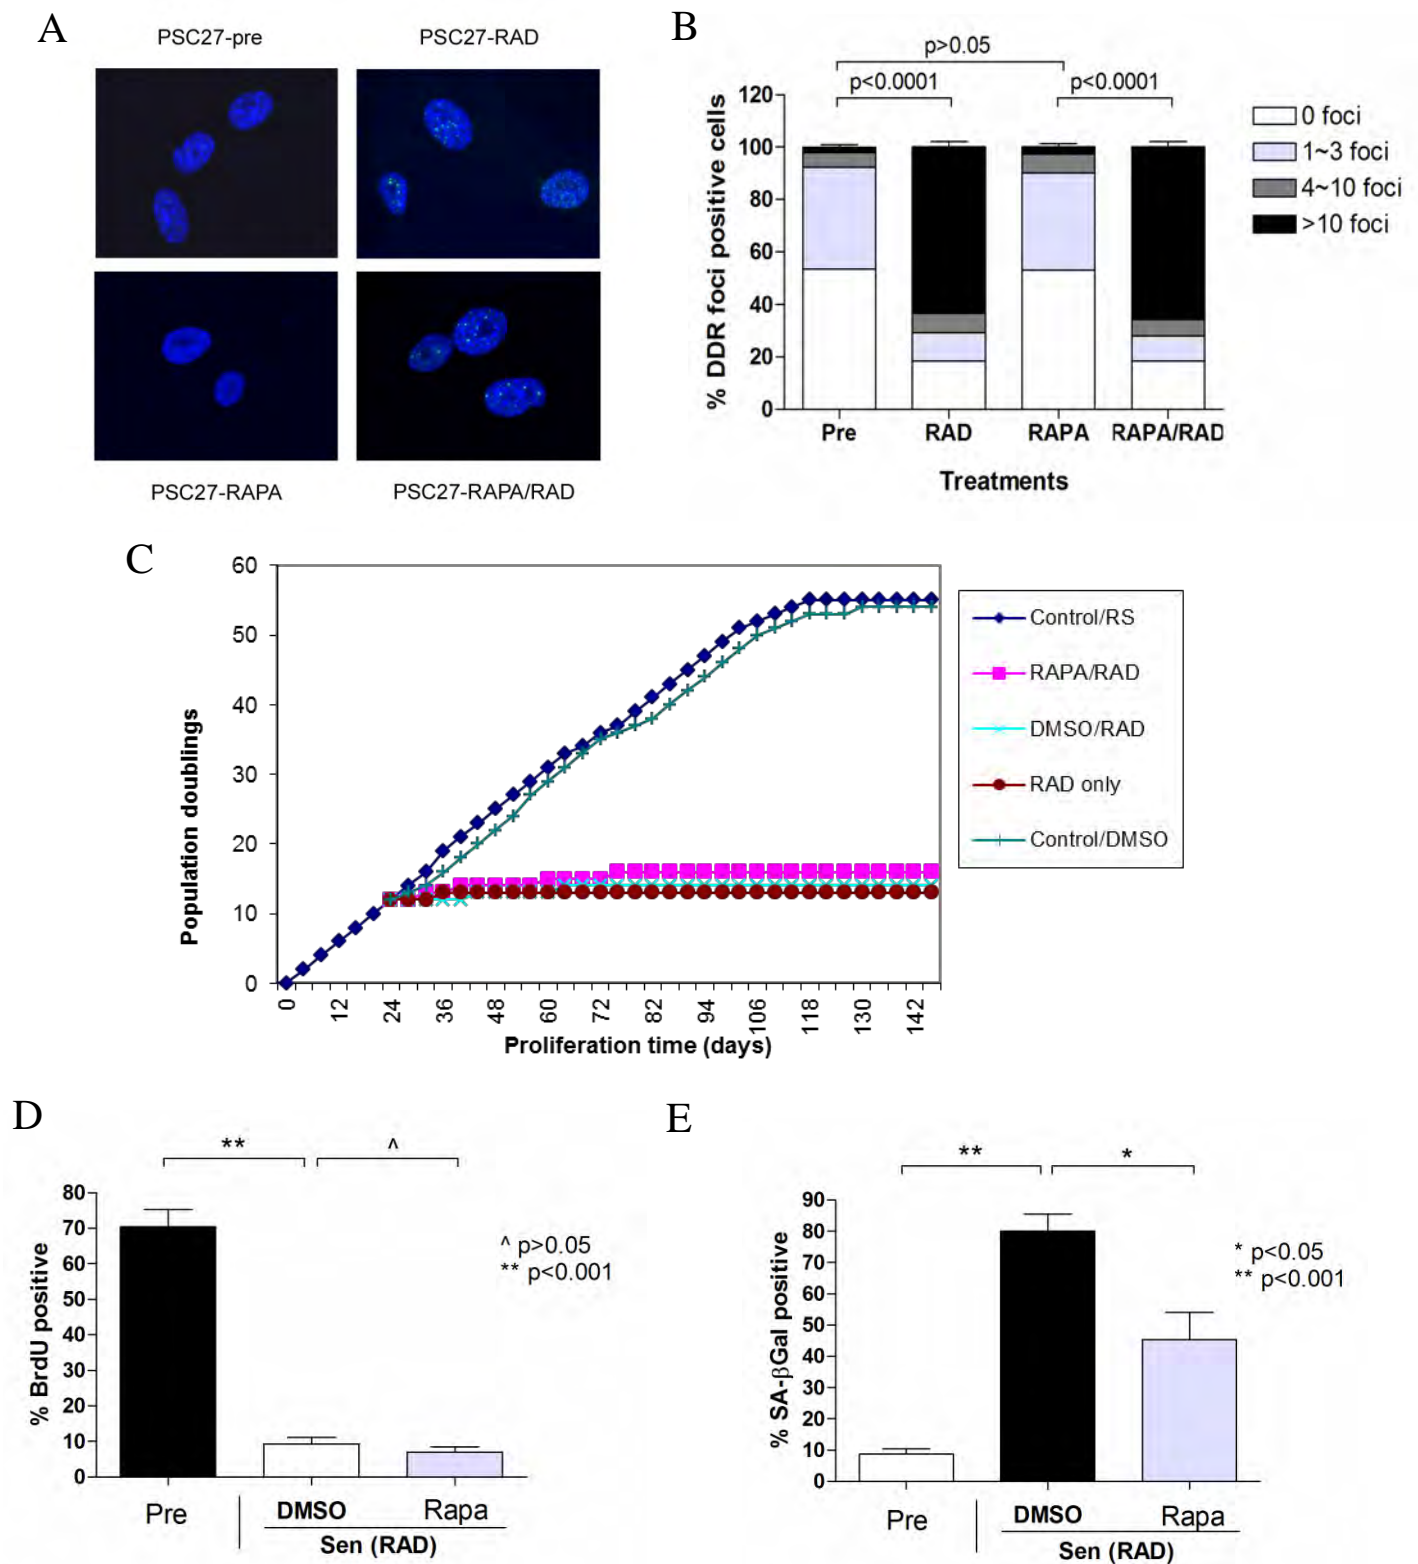 A
PSC27-pre
PSC27-RAD
PSC27-RAPA
PSC27-RAPA/RAD
B
p>0.05
p<0.0001
p<0.0001
% DDR foci positive cells
120
100
80
60
40
20
0
Pre
RAD
RAPA
RAPA/RAD
Treatments
0 foci
1~3 foci
4~10 foci
>10 foci
C
Population doublings
60
50
40
30
20
10
0
0
12
24
36
48
60
72
82
94
106
118
130
142
Proliferation time (days)
Control/RS
RAPA/RAD
DMSO/RAD
RAD only
Control/DMSO
D
**
^
% BrdU positive
80
70
60
50
40
30
20
10
0
^ p>0.05
** p<0.001
Pre
DMSO
Rapa
Sen (RAD)
E
**
*
% SA-βGal positive
90
80
70
60
50
40
30
20
10
0
* p<0.05
** p<0.001
Pre
DMSO
Rapa
Sen (RAD)